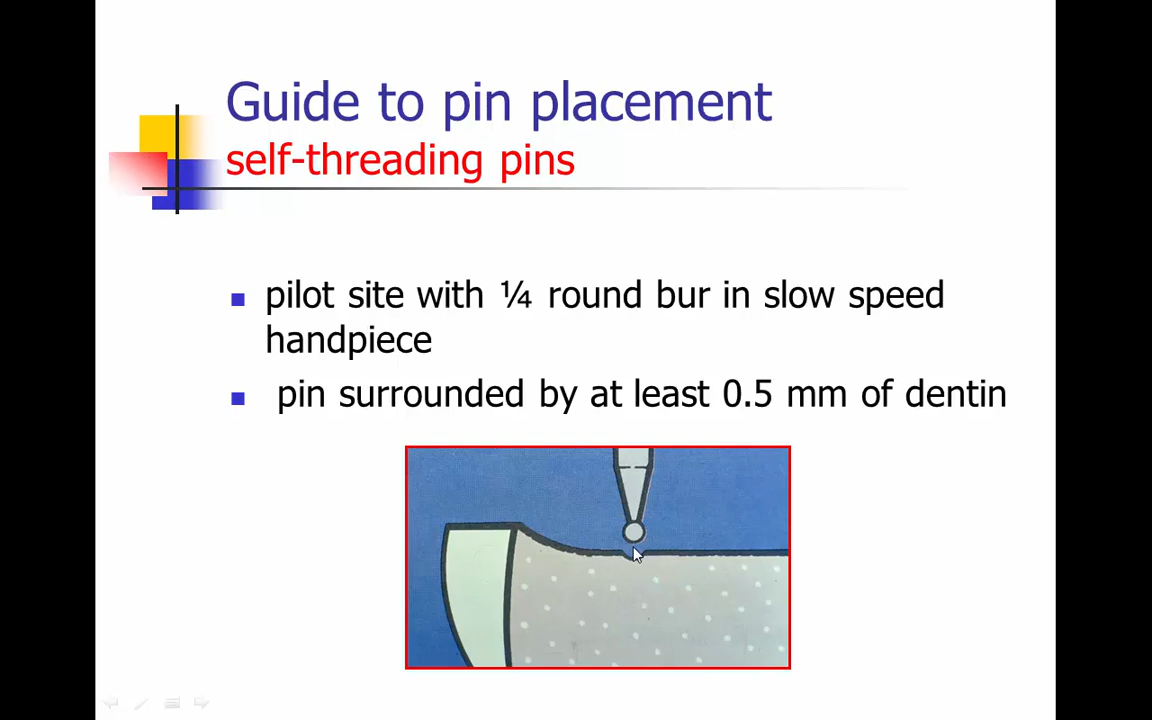 Guide to pin placement
self-threading pins
■ pilot site with ¼ round bur in slow speed
handpiece
■ pin surrounded by at least 0.5 mm of dentin